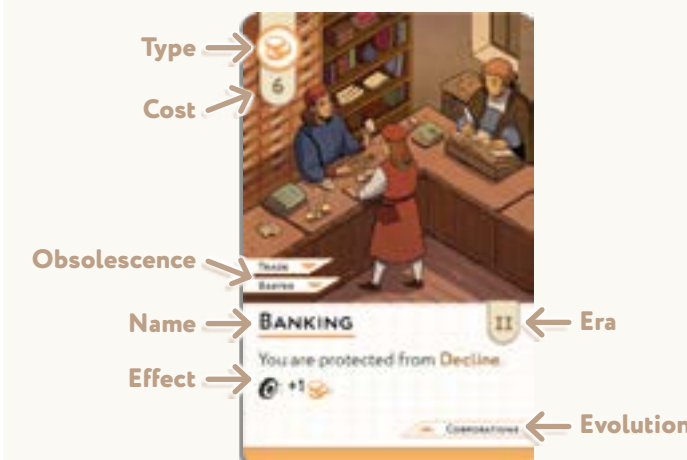 Type
6
Cost
Obsolescence
Trade
Barter
Name
BANKING
II
Era
You are protected from Decline.
Effect
: +1
Corporations
Evolution